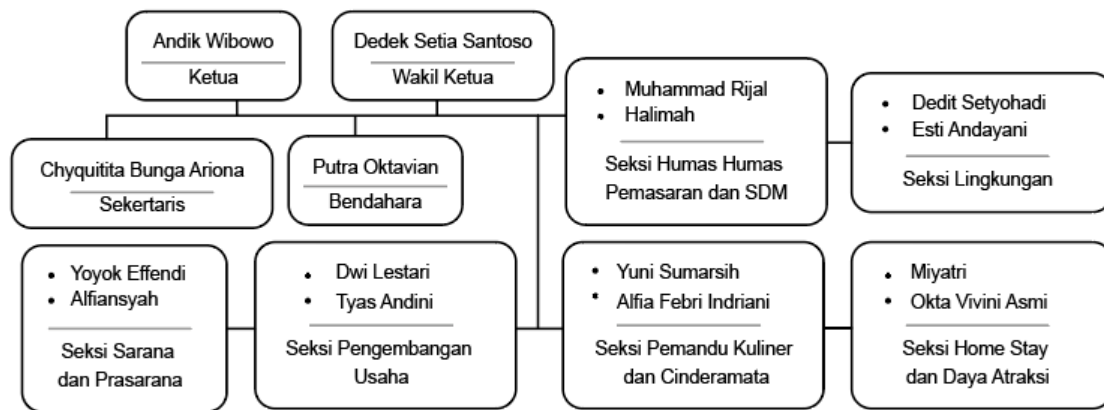 Andik Wibowo
Ketua
Dedek Setia Santoso
Wakil Ketua
• Muhammad Rijal
• Halimah
Seksi Humas Humas
Pemasaran dan SDM
• Dedit Setyohadi
• Esti Andayani
Seksi Lingkungan
Chyquitita Bunga Ariona
Sekertaris
Putra Oktavian
Bendahara
• Yoyok Effendi
• Alfiansyah
Seksi Sarana
dan Prasarana
• Dwi Lestari
• Tyas Andini
Seksi Pengembangan
Usaha
• Yuni Sumarsih
• Alfia Febri Indriani
Seksi Pemandu Kuliner
dan Cinderamata
• Miyatri
• Okta Vivini Asmi
Seksi Home Stay
dan Daya Atraksi